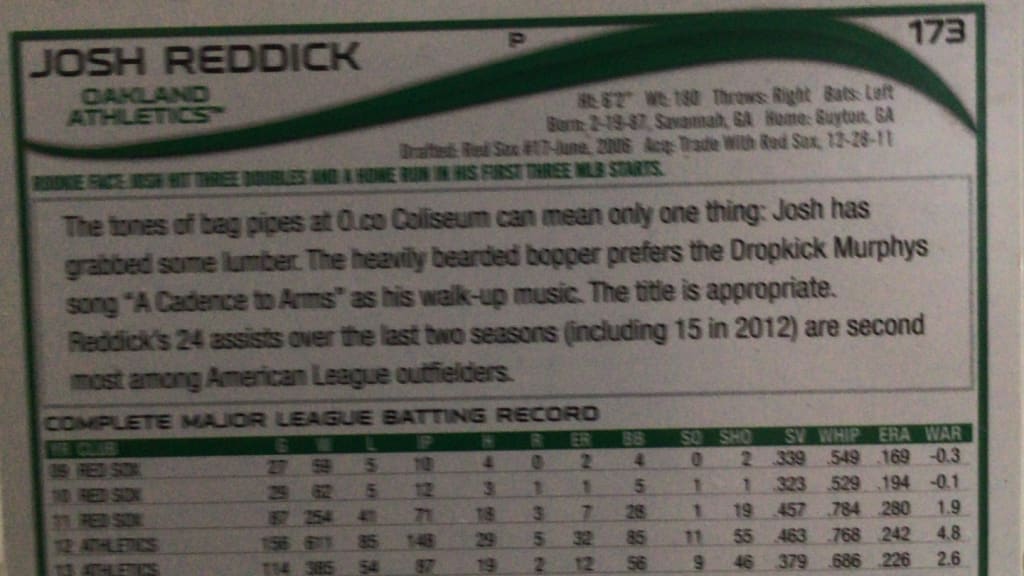 JOSH REDDICK P 173
OAKLAND
ATHLETICS™
Ht: 6'2" Wt: 180 Throws: Right Bats: Left
Born: 2-19-87, Savannah, GA Home: Guyton, GA
Drafted: Red Sox #17-June, 2006 Acq: Trade With Red Sox, 12-28-11
ROOKIE FACT: JOSH HIT THREE DOUBLES AND A HOME RUN IN HIS FIRST THREE MLB STARTS.
The tones of bag pipes at O.co Coliseum can mean only one thing: Josh has
grabbed some lumber. The heavily bearded bopper prefers the Dropkick Murphys
song "A Cadence to Arms" as his walk-up music. The title is appropriate.
Reddick's 24 assists over the last two seasons (including 15 in 2012) are second
most among American League outfielders.
COMPLETE MAJOR LEAGUE BATTING RECORD
YR CLUB G W L IP H R ER BB SO SHO SV WHIP ERA WAR
09 RED SOX 27 59 5 10 4 0 2 4 0 2 .339 .549 .169 -0.3
10 RED SOX 29 62 5 12 3 1 1 5 1 1 .323 .529 .194 -0.1
11 RED SOX 87 254 41 71 18 3 7 28 1 19 .457 .784 .280 1.9
12 ATHLETICS 156 611 85 148 29 5 32 85 11 55 .463 .768 .242 4.8
13 ATHLETICS 114 385 54 87 19 2 12 56 9 46 .379 .686 .226 2.6